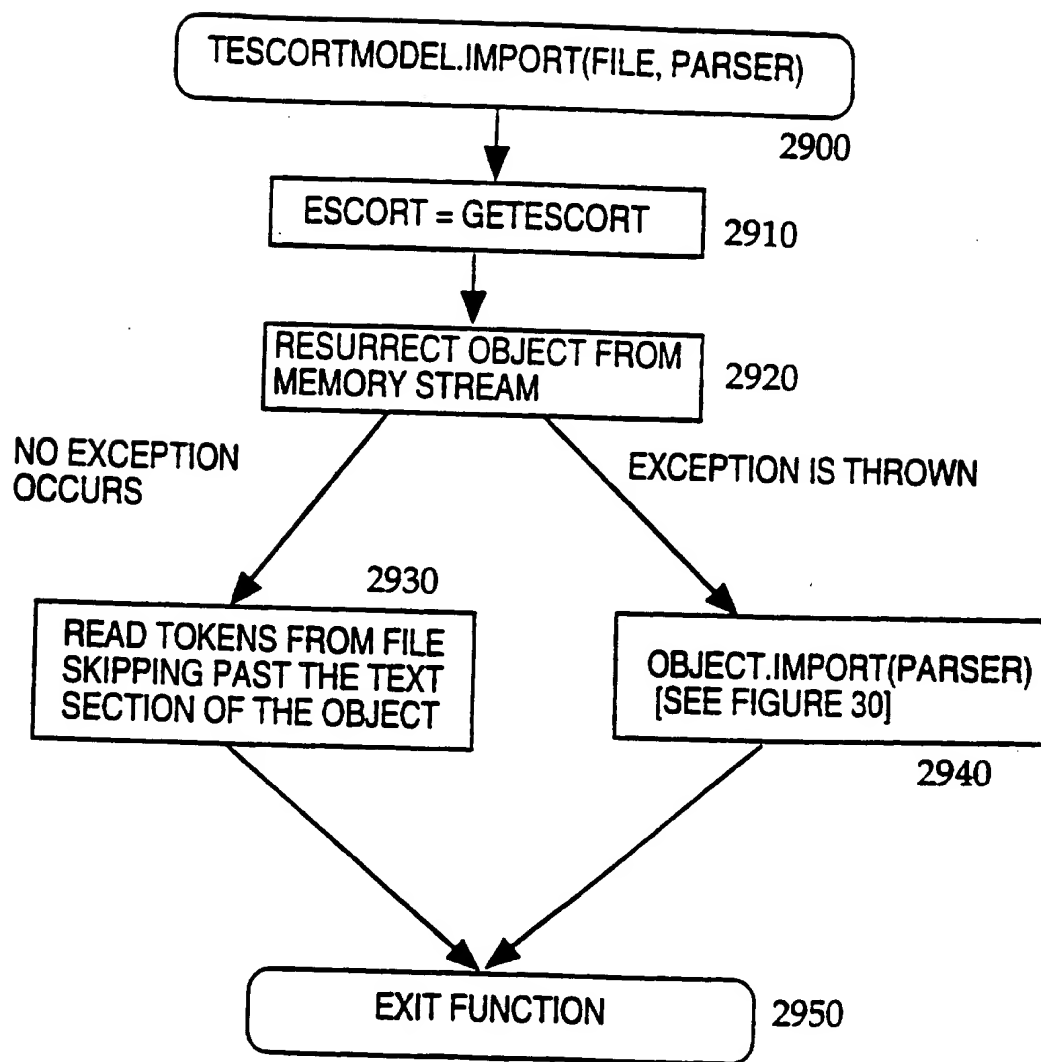 TESCORTMODEL.IMPORT(FILE, PARSER)
2900
ESCORT = GETESCORT
2910
RESURRECT OBJECT FROM
MEMORY STREAM
2920
NO EXCEPTION
OCCURS
EXCEPTION IS THROWN
2930
READ TOKENS FROM FILE
SKIPPING PAST THE TEXT
SECTION OF THE OBJECT
OBJECT.IMPORT(PARSER)
[SEE FIGURE 30]
2940
EXIT FUNCTION
2950